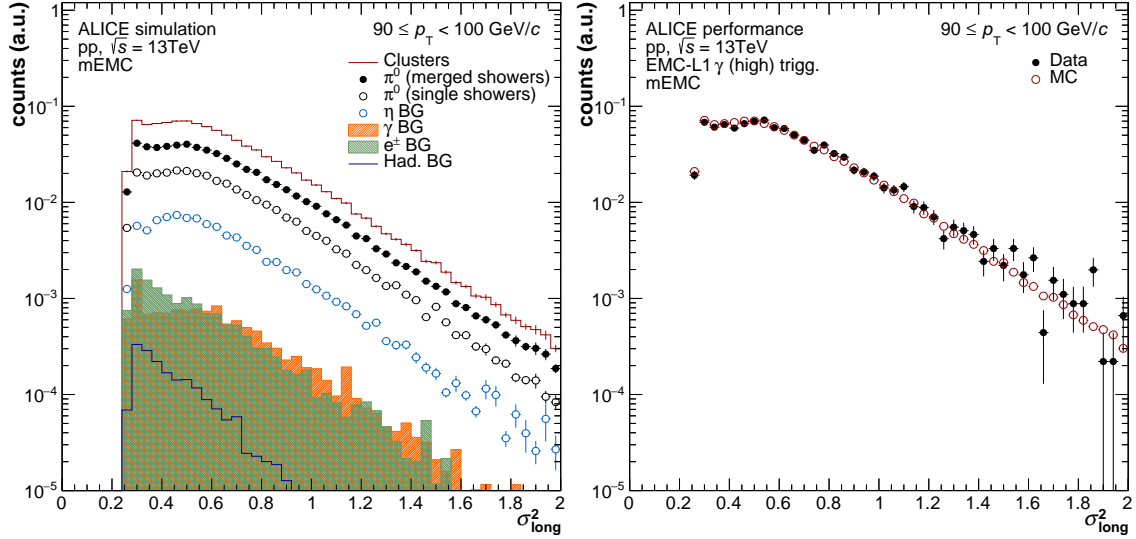 ALICE simulation
pp, √s = 13TeV
mEMC
90 ≤ p_T < 100 GeV/c
Clusters
π⁰ (merged showers)
π⁰ (single showers)
η BG
γ BG
e± BG
Had. BG
counts (a.u.)
1
10⁻¹
10⁻²
10⁻³
10⁻⁴
10⁻⁵
0 0.2 0.4 0.6 0.8 1 1.2 1.4 1.6 1.8 2
σ²_long
ALICE performance
pp, √s = 13TeV
EMC-L1 γ (high) trigg.
mEMC
90 ≤ p_T < 100 GeV/c
Data
MC
counts (a.u.)
1
10⁻¹
10⁻²
10⁻³
10⁻⁴
10⁻⁵
0 0.2 0.4 0.6 0.8 1 1.2 1.4 1.6 1.8 2
σ²_long